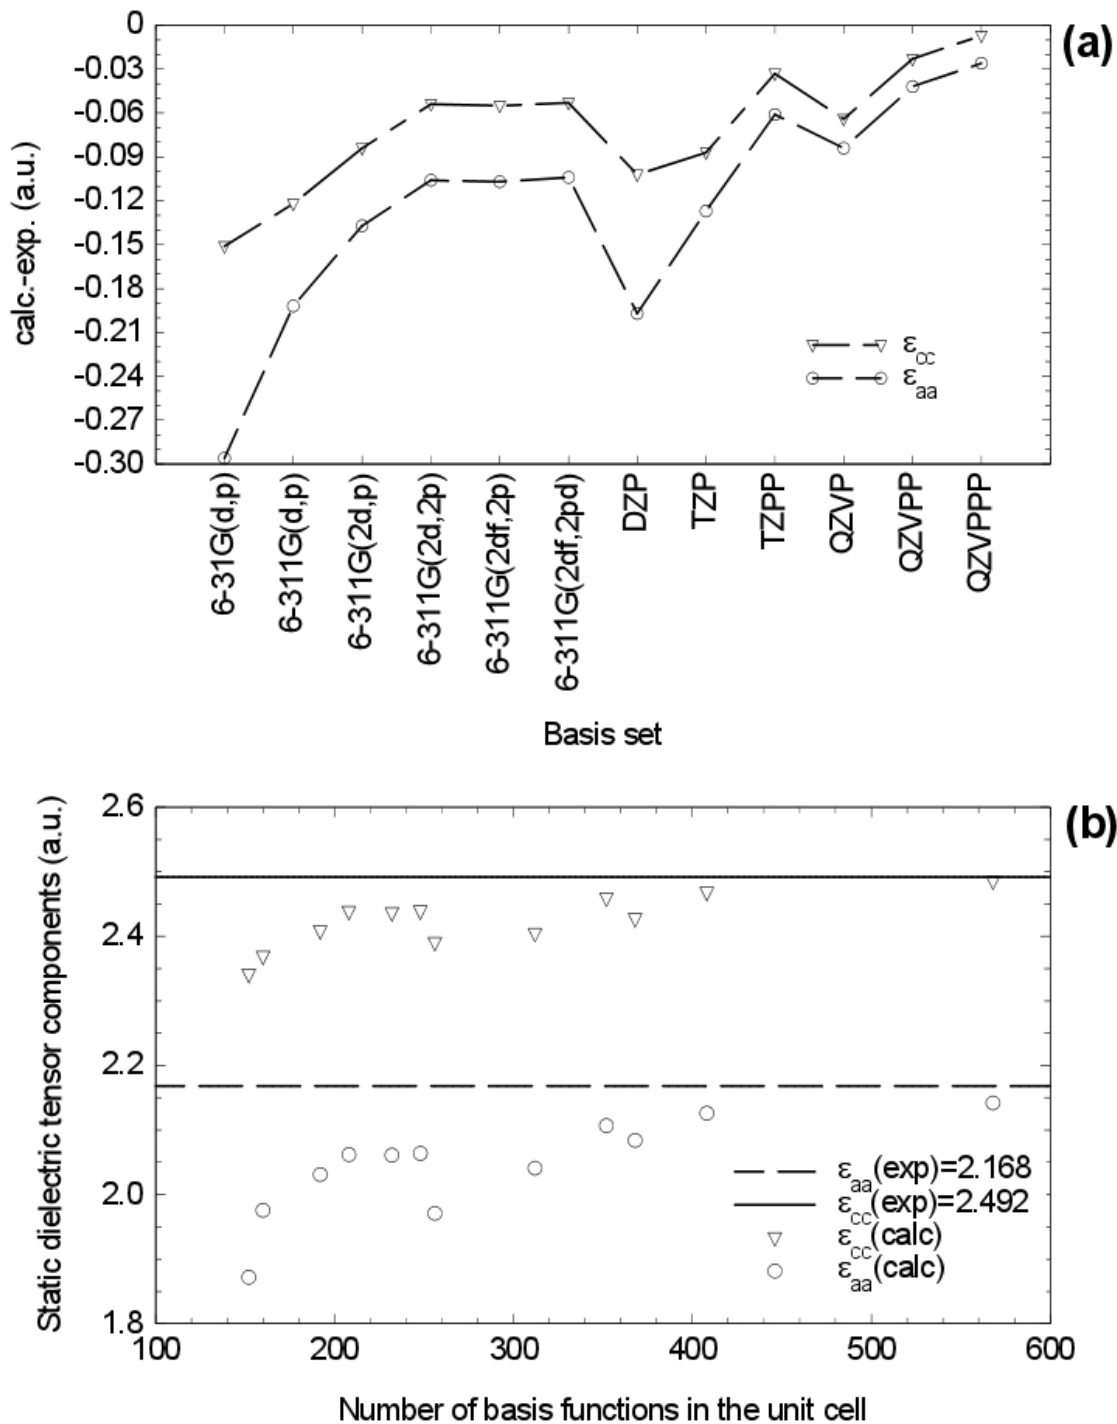 (a)
0
-0.03
-0.06
-0.09
-0.12
-0.15
-0.18
-0.21
-0.24
-0.27
-0.30
calc.-exp. (a.u.)
εcc
εaa
6-31G(d,p)
6-311G(d,p)
6-311G(2d,p)
6-311G(2d,2p)
6-311G(2df,2p)
6-311G(2df,2pd)
DZP
TZP
TZPP
QZVP
QZVPP
QZVPPP
Basis set
(b)
2.6
2.4
2.2
2.0
1.8
Static dielectric tensor components (a.u.)
εaa(exp)=2.168
εcc(exp)=2.492
εcc(calc)
εaa(calc)
100 200 300 400 500 600
Number of basis functions in the unit cell